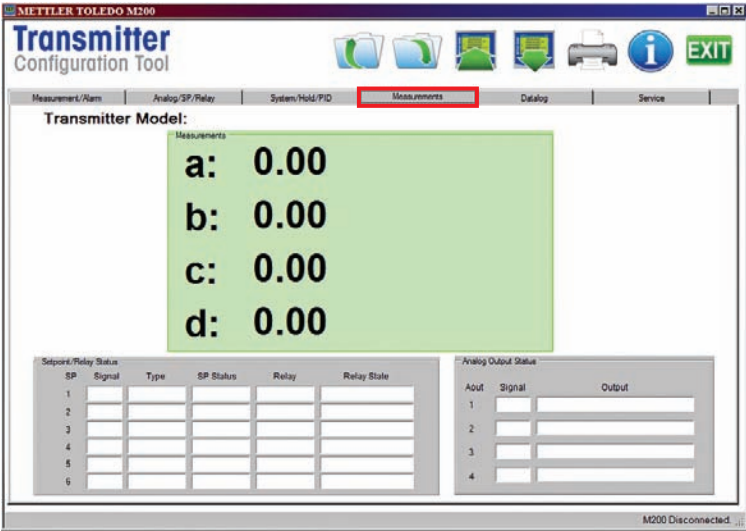 METTLER TOLEDO M200
Transmitter
Configuration Tool
EXIT
Measurement/Alarm Analog/SP/Relay System/Hold/PID Measurements Datalog Service
Transmitter Model:
Measurements
a: 0.00
b: 0.00
c: 0.00
d: 0.00
Setpoint/Relay Status
SP Signal Type SP Status Relay Relay State
1
2
3
4
5
6
Analog Output Status
Aout Signal Output
1
2
3
4
M200 Disconnected